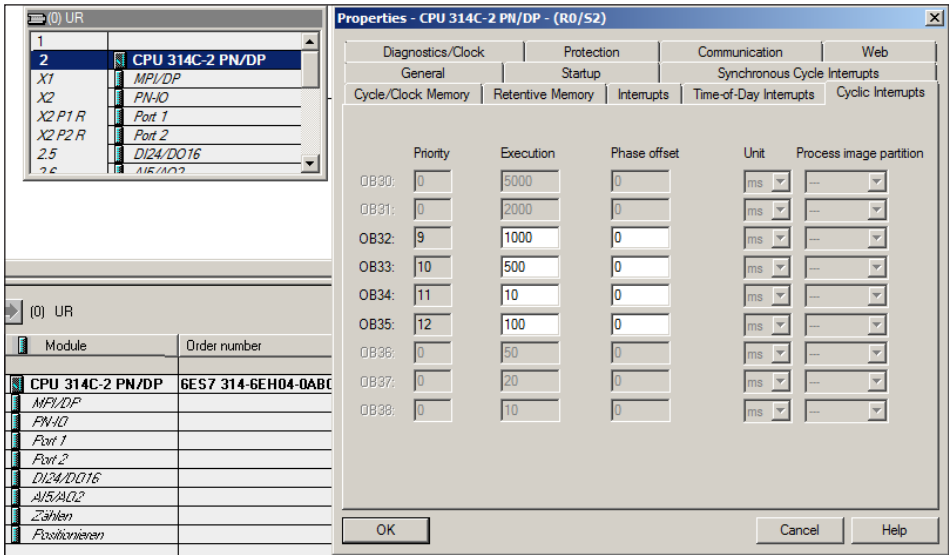 (0) UR
1
2 CPU 314C-2 PN/DP
X1 MPI/DP
X2 PN-IO
X2 P1 R Port 1
X2 P2 R Port 2
2.5 DI24/DO16
2.6 AI5/AO2
(0) UR
Module Order number
CPU 314C-2 PN/DP 6ES7 314-6EH04-0AB0
MPI/DP
PN-IO
Port 1
Port 2
DI24/DO16
AI5/AO2
Zählen
Positionieren
Properties - CPU 314C-2 PN/DP - (R0/S2)
Diagnostics/Clock Protection Communication Web
General Startup Synchronous Cycle Interrupts
Cycle/Clock Memory Retentive Memory Interrupts Time-of-Day Interrupts Cyclic Interrupts
Priority Execution Phase offset Unit Process image partition
OB30: 0 5000 0 ms ---
OB31: 0 2000 0 ms ---
OB32: 9 1000 0 ms ---
OB33: 10 500 0 ms ---
OB34: 11 10 0 ms ---
OB35: 12 100 0 ms ---
OB36: 0 50 0 ms ---
OB37: 0 20 0 ms ---
OB38: 0 10 0 ms ---
OK Cancel Help